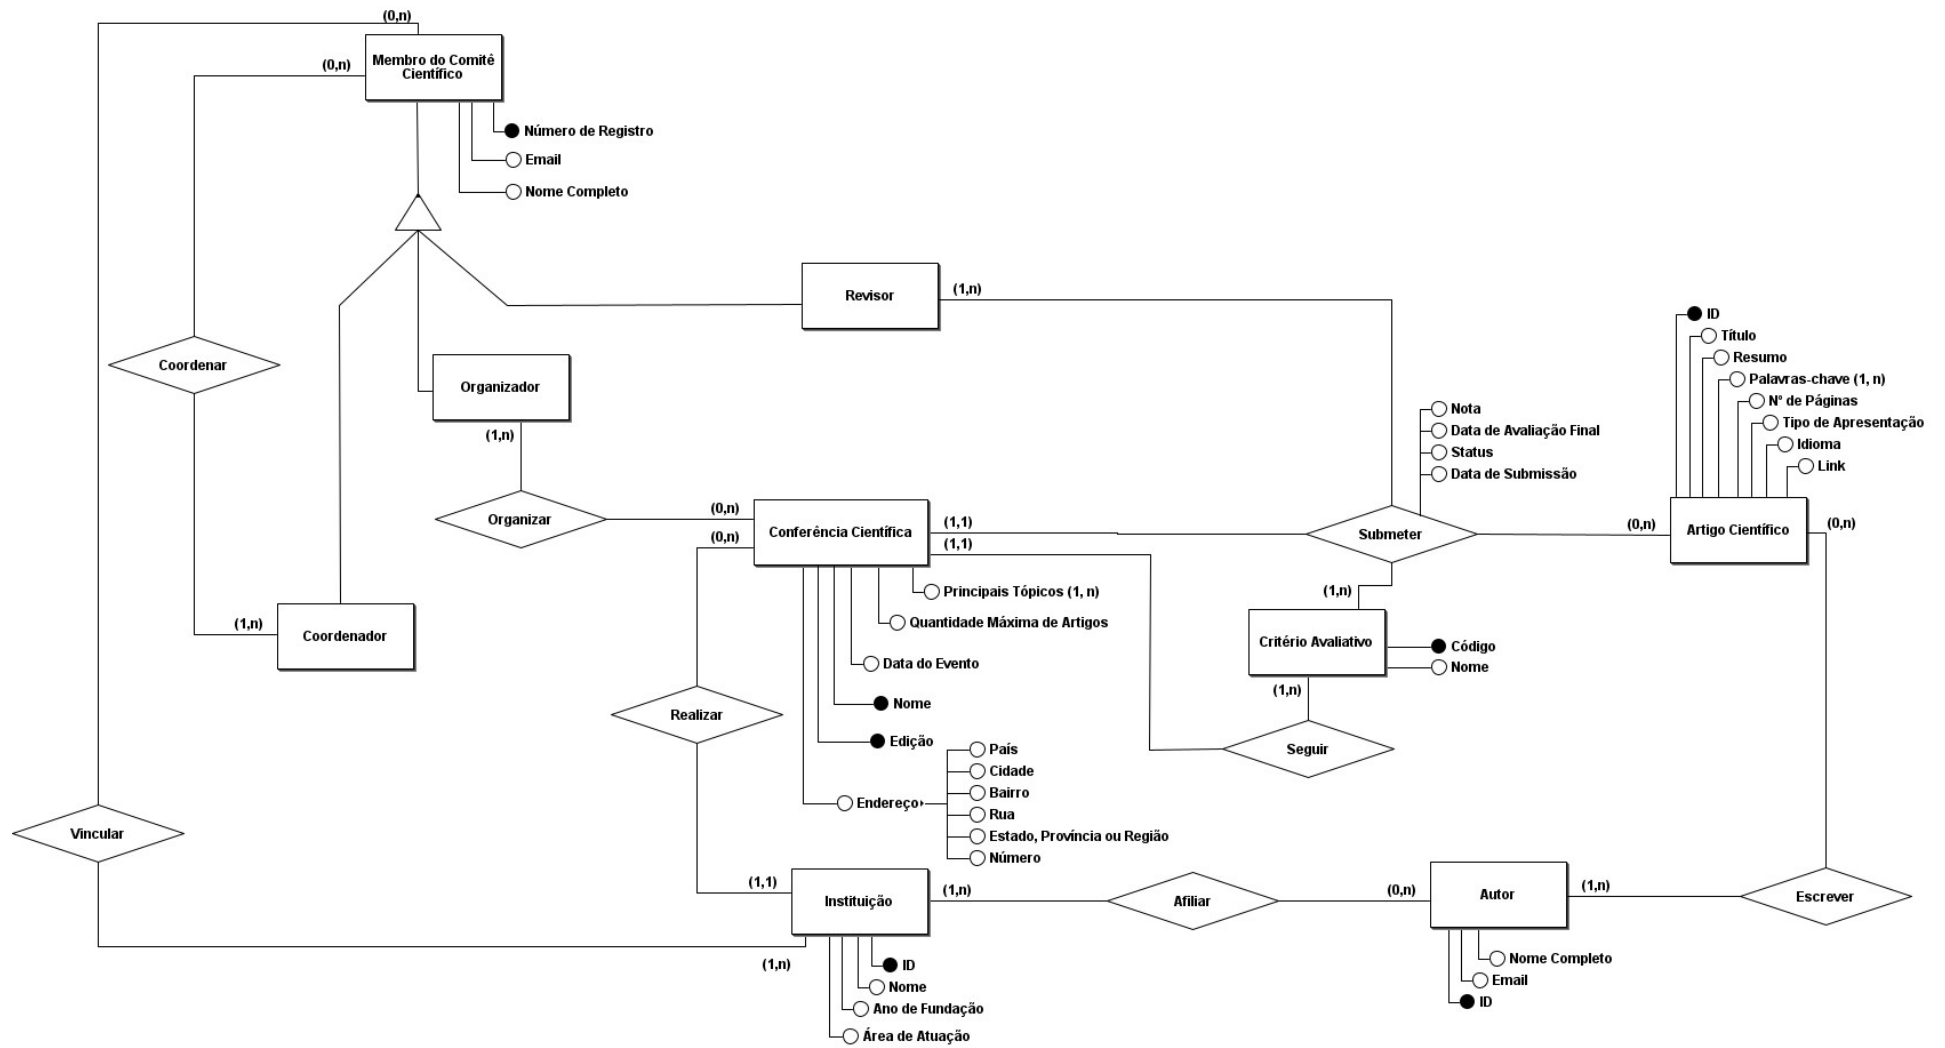 (0,n)
Membro do Comitê
Científico
(0,n)
Número de Registro
Email
Nome Completo
Revisor
(1,n)
ID
Título
Resumo
Palavras-chave (1, n)
N° de Páginas
Tipo de Apresentação
Idioma
Link
Coordenar
Organizador
(1,n)
Nota
Data de Avaliação Final
Status
Data de Submissão
Organizar
(0,n)
Conferência Científica
(0,n)
(1,1)
(1,1)
Submeter
(0,n)
Artigo Científico
(0,n)
(1,n)
Coordenador
(1,n)
Critério Avaliativo
Código
Nome
(1,n)
Principais Tópicos (1, n)
Quantidade Máxima de Artigos
Data do Evento
Nome
Edição
Endereço
País
Cidade
Bairro
Rua
Estado, Província ou Região
Número
Realizar
Seguir
Vincular
(1,1)
Instituição
(1,n)
Afiliar
(0,n)
Autor
(1,n)
Escrever
(1,n)
ID
Nome
Ano de Fundação
Área de Atuação
Nome Completo
Email
ID